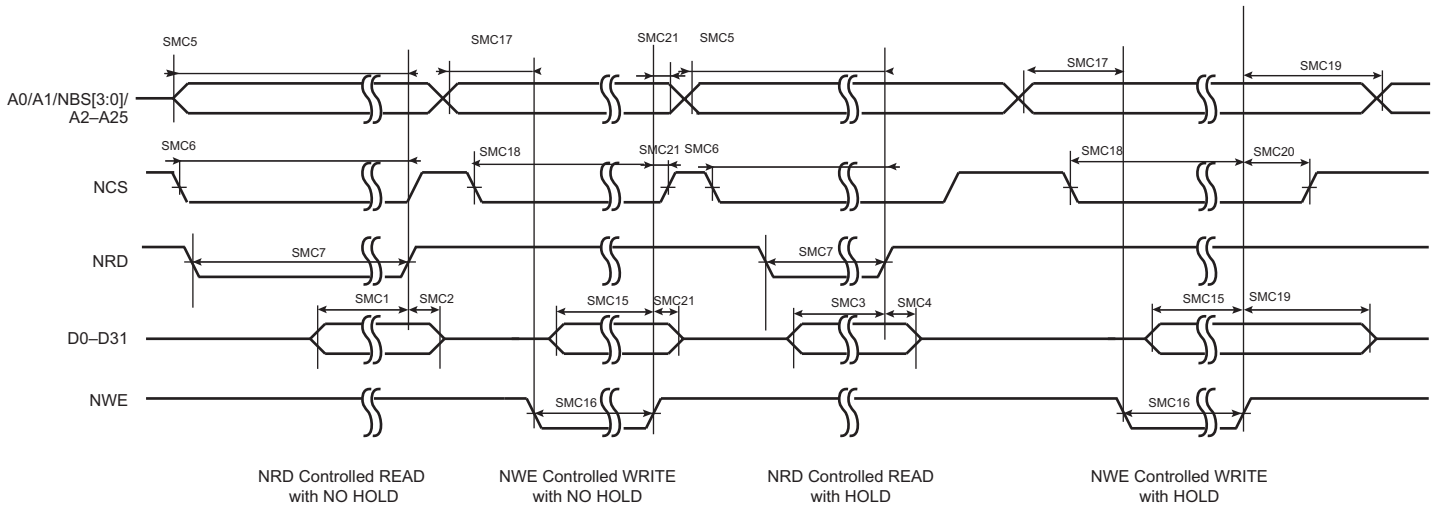 SMC5
SMC17
SMC21
SMC5
SMC17
SMC19
A0/A1/NBS[3:0]/
A2–A25
SMC6
SMC18
SMC21
SMC6
SMC18
SMC20
NCS
NRD
SMC7
SMC7
SMC1
SMC2
SMC15
SMC21
SMC3
SMC4
SMC15
SMC19
D0–D31
NWE
SMC16
SMC16
NRD Controlled READ
with NO HOLD
NWE Controlled WRITE
with NO HOLD
NRD Controlled READ
with HOLD
NWE Controlled WRITE
with HOLD